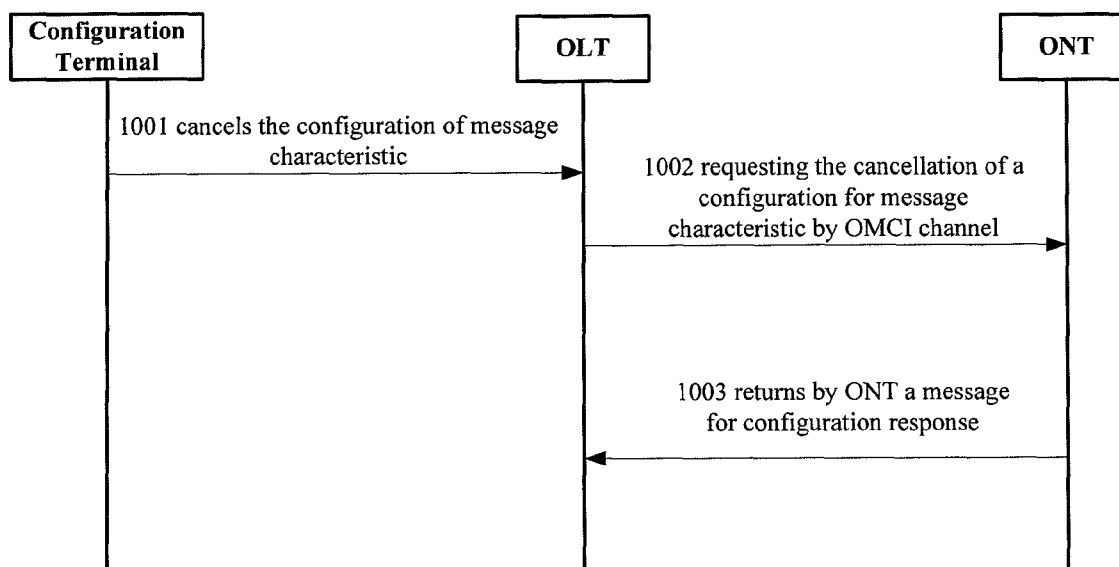 Configuration
Terminal
OLT
ONT
1001 cancels the configuration of message
characteristic
1002 requesting the cancellation of a
configuration for message
characteristic by OMCI channel
1003 returns by ONT a message
for configuration response